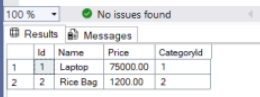 100 % No issues found
Results Messages
Id Name Price CategoryId
1 1 Laptop 75000.00 1
2 2 Rice Bag 1200.00 2